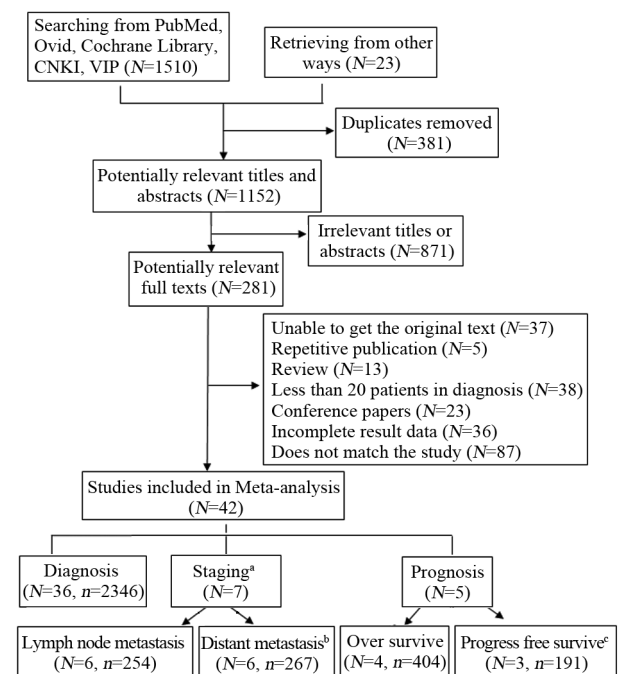 Searching from PubMed,
Ovid, Cochrane Library,
CNKI, VIP (N=1510)
Retrieving from other
ways (N=23)
Duplicates removed
(N=381)
Potentially relevant titles and
abstracts (N=1152)
Irrelevant titles or
abstracts (N=871)
Potentially relevant
full texts (N=281)
Unable to get the original text (N=37)
Repetitive publication (N=5)
Review (N=13)
Less than 20 patients in diagnosis (N=38)
Conference papers (N=23)
Incomplete result data (N=36)
Does not match the study (N=87)
Studies included in Meta-analysis
(N=42)
Diagnosis
(N=36, n=2346)
Stagingᵃ
(N=7)
Prognosis
(N=5)
Lymph node metastasis
(N=6, n=254)
Distant metastasisᵇ
(N=6, n=267)
Over survive
(N=4, n=404)
Progress free surviveᶜ
(N=3, n=191)